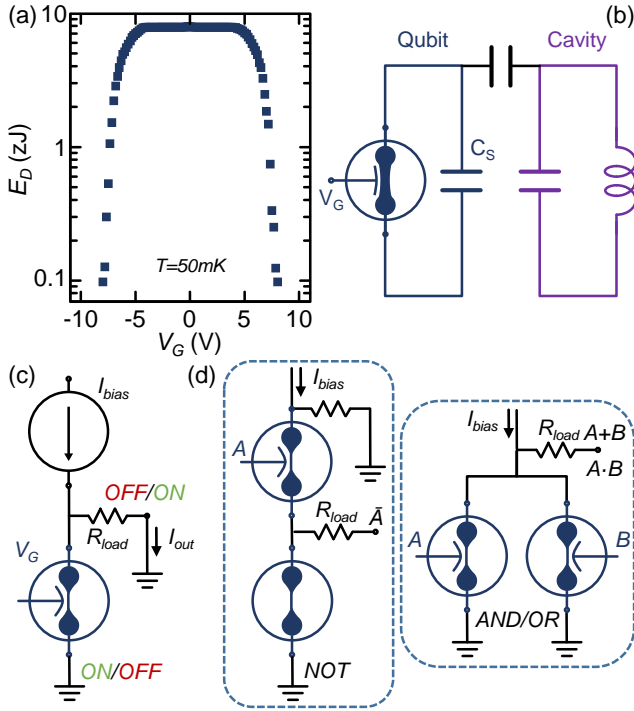 (a)
10
1
0.1
E_D (zJ)
T=50mK
-10 -5 0 5 10
V_G (V)
(b)
Qubit
Cavity
C_S
V_G
(c)
I_bias
OFF/ON
R_load
I_out
V_G
ON/OFF
(d)
I_bias
A
R_load
Ā
NOT
I_bias
R_load
A+B
A·B
A
B
AND/OR